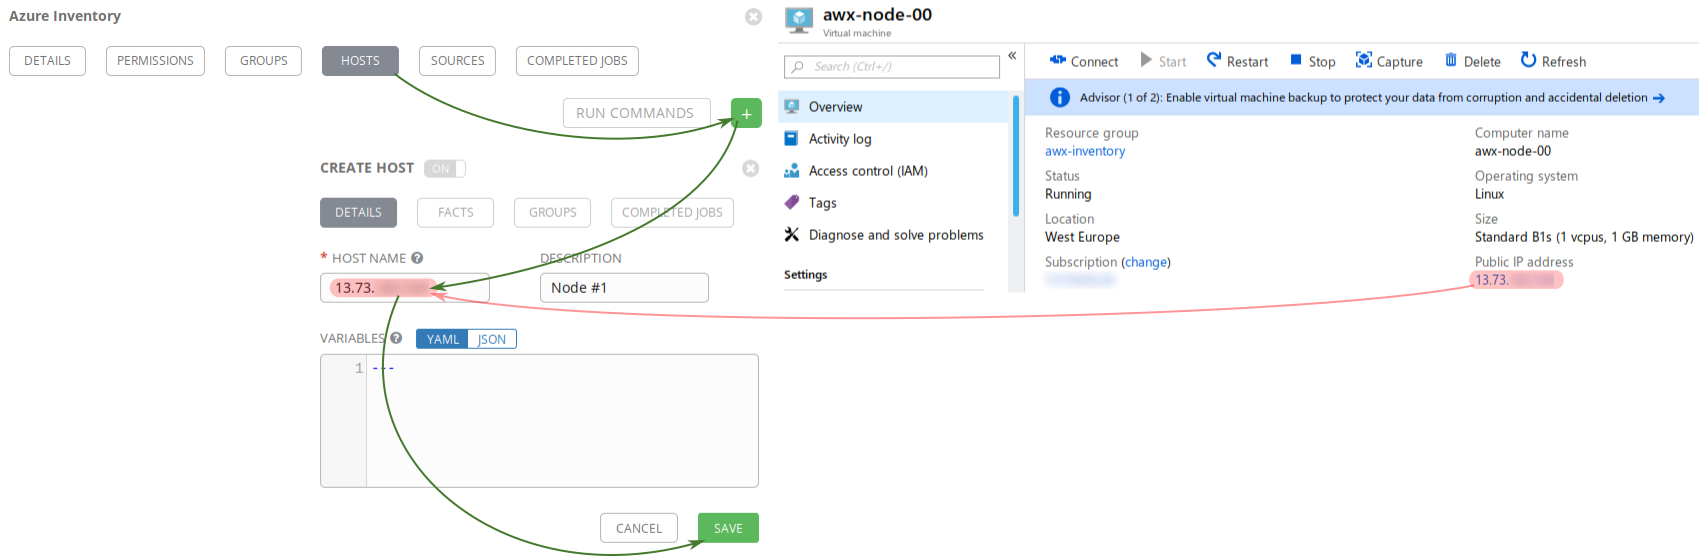 Azure Inventory
DETAILS PERMISSIONS GROUPS HOSTS SOURCES COMPLETED JOBS
RUN COMMANDS +
CREATE HOST ON
DETAILS FACTS GROUPS COMPLETED JOBS
* HOST NAME ? DESCRIPTION
13.73. Node #1
VARIABLES ? YAML JSON
1 ---
CANCEL SAVE
awx-node-00
Virtual machine
Search (Ctrl+/) «
Overview
Activity log
Access control (IAM)
Tags
Diagnose and solve problems
Settings
Connect Start Restart Stop Capture Delete Refresh
Advisor (1 of 2): Enable virtual machine backup to protect your data from corruption and accidental deletion →
Resource group
awx-inventory
Status
Running
Location
West Europe
Subscription (change)
Computer name
awx-node-00
Operating system
Linux
Size
Standard B1s (1 vcpus, 1 GB memory)
Public IP address
13.73.